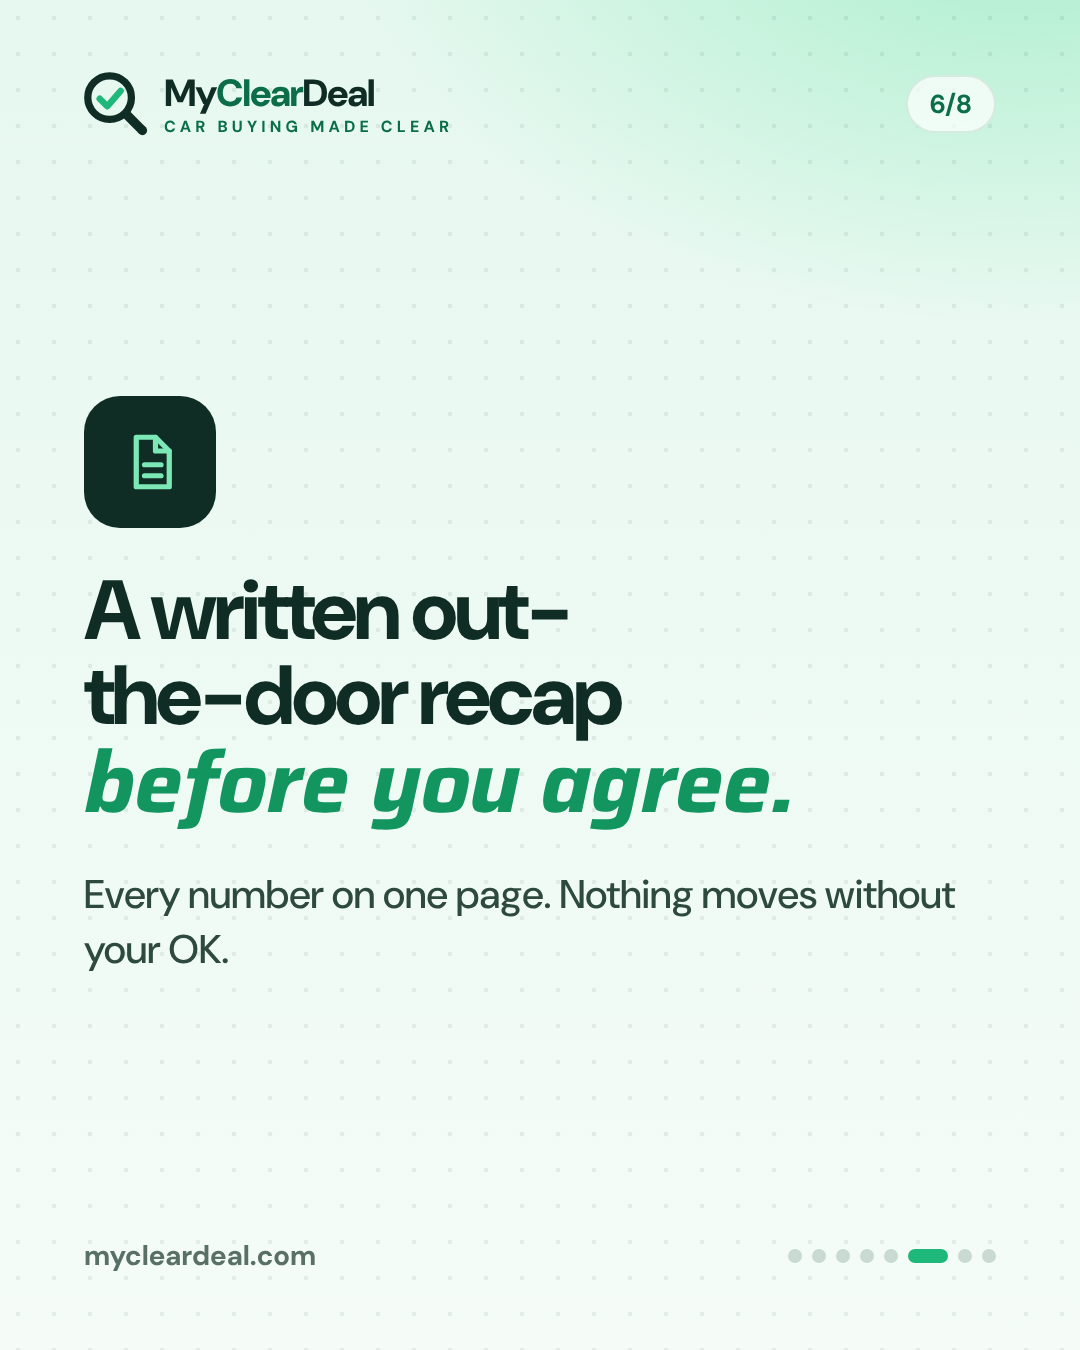 MyClearDeal
CAR BUYING MADE CLEAR
6/8
A written out-
the-door recap
before you agree.
Every number on one page. Nothing moves without
your OK.
mycleardeal.com